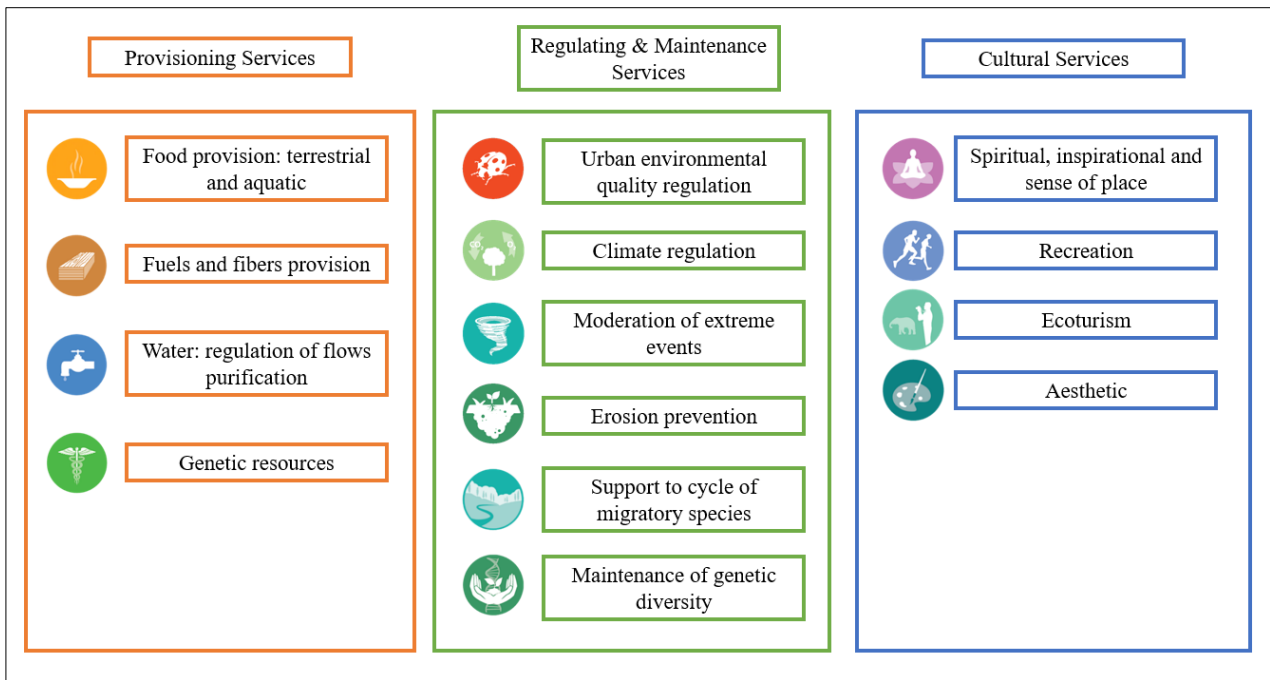 Provisioning Services
Food provision: terrestrial
and aquatic
Fuels and fibers provision
Water: regulation of flows
purification
Genetic resources
Regulating & Maintenance
Services
Urban environmental
quality regulation
Climate regulation
Moderation of extreme
events
Erosion prevention
Support to cycle of
migratory species
Maintenance of genetic
diversity
Cultural Services
Spiritual, inspirational and
sense of place
Recreation
Ecoturism
Aesthetic